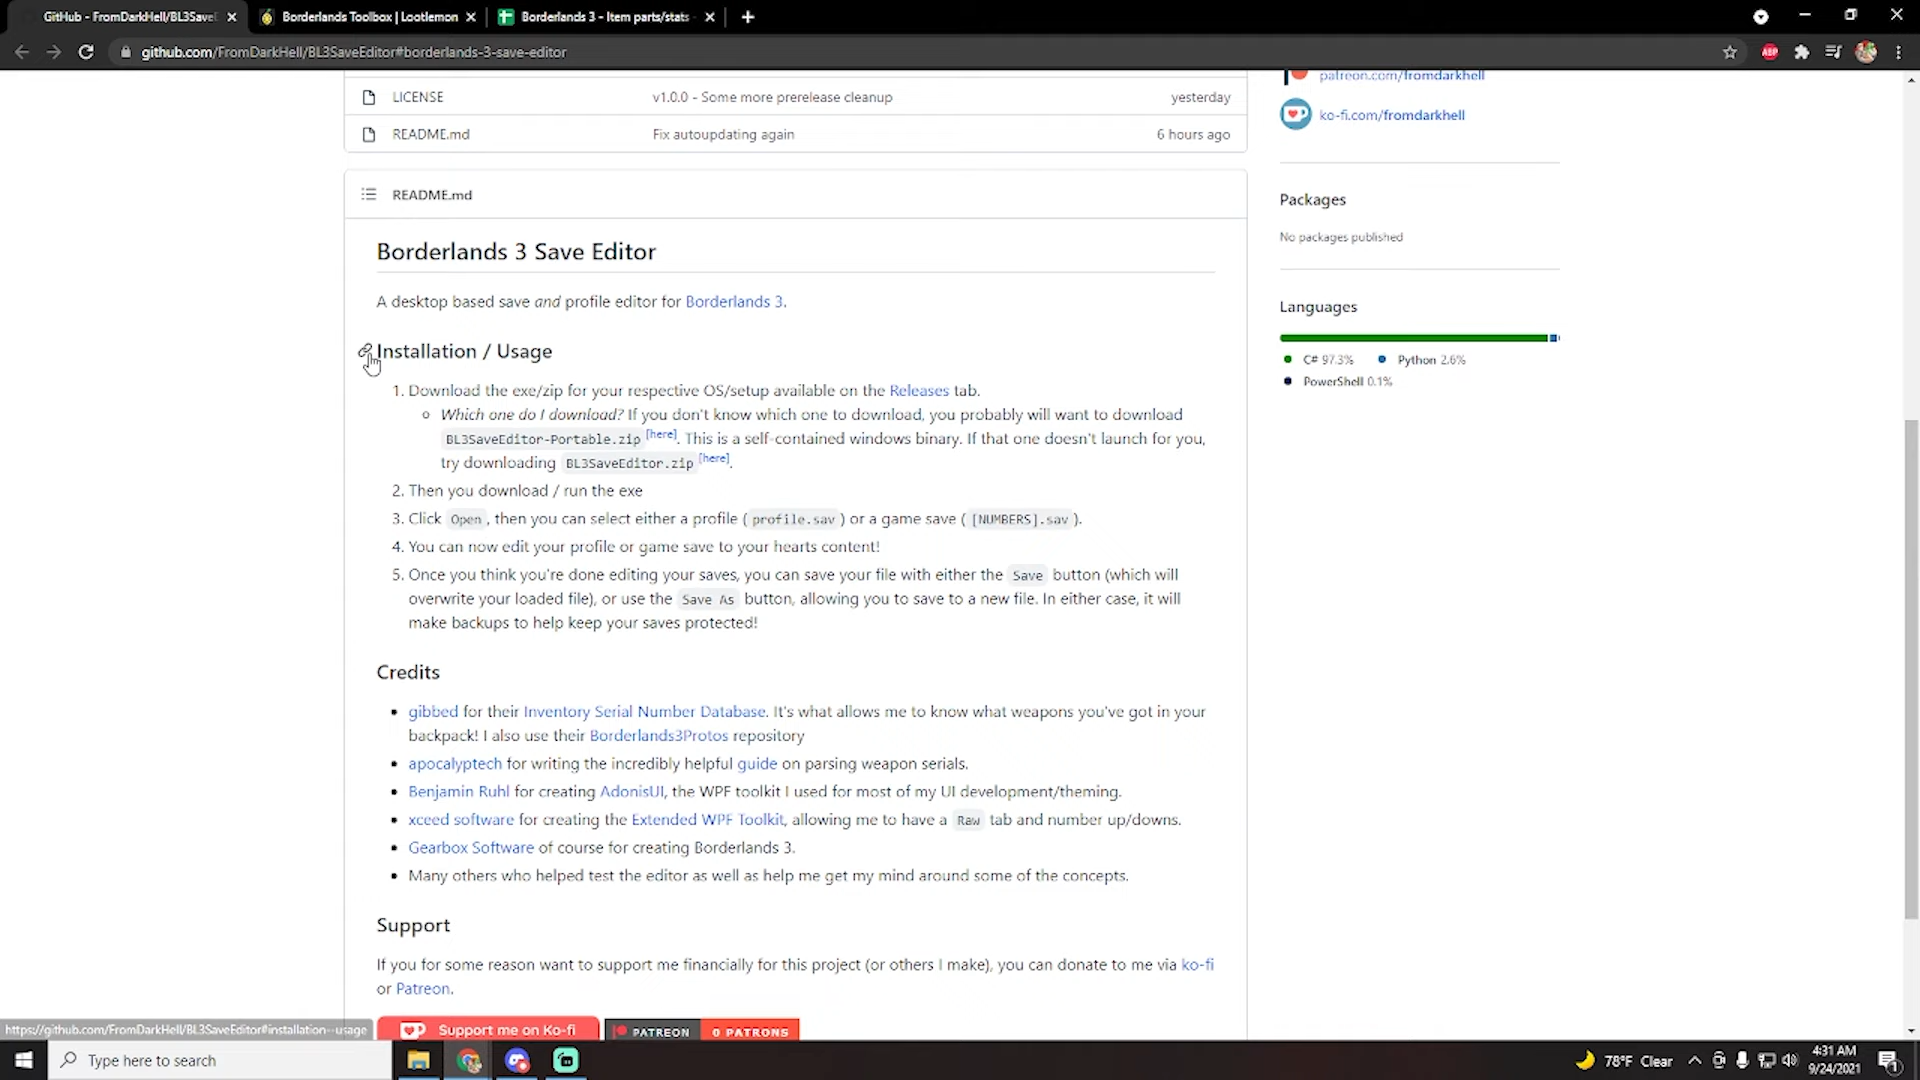 GitHub - FromDarkHell/BL3SaveE
Borderlands Toolbox | Lootlemon
Borderlands 3 - Item parts/stats
github.com/FromDarkHell/BL3SaveEditor#borderlands-3-save-editor
ABP
patreon.com/fromdarkhell
LICENSE
v1.0.0 - Some more prerelease cleanup
yesterday
ko-fi.com/fromdarkhell
README.md
Fix autoupdating again
6 hours ago
README.md
Packages
No packages published
Borderlands 3 Save Editor
A desktop based save and profile editor for Borderlands 3.
Languages
C# 97.3%
Python 2.6%
PowerShell 0.1%
Installation / Usage
1. Download the exe/zip for your respective OS/setup available on the Releases tab.
Which one do I download? If you don't know which one to download, you probably will want to download
BL3SaveEditor-Portable.zip [here]. This is a self-contained windows binary. If that one doesn't launch for you,
try downloading BL3SaveEditor.zip [here].
2. Then you download / run the exe
3. Click Open, then you can select either a profile ( profile.sav ) or a game save ( [NUMBERS].sav ).
4. You can now edit your profile or game save to your hearts content!
5. Once you think you're done editing your saves, you can save your file with either the Save button (which will
overwrite your loaded file), or use the Save As button, allowing you to save to a new file. In either case, it will
make backups to help keep your saves protected!
Credits
gibbed for their Inventory Serial Number Database. It's what allows me to know what weapons you've got in your
backpack! I also use their Borderlands3Protos repository
apocalyptech for writing the incredibly helpful guide on parsing weapon serials.
Benjamin Ruhl for creating AdonisUI, the WPF toolkit I used for most of my UI development/theming.
xceed software for creating the Extended WPF Toolkit, allowing me to have a Raw tab and number up/downs.
Gearbox Software of course for creating Borderlands 3.
Many others who helped test the editor as well as help me get my mind around some of the concepts.
Support
If you for some reason want to support me financially for this project (or others I make), you can donate to me via ko-fi
or Patreon.
https://github.com/FromDarkHell/BL3SaveEditor#installation--usage
Support me on Ko-fi
PATREON
0 PATRONS
Type here to search
78°F Clear
4:31 AM
9/24/2021
1